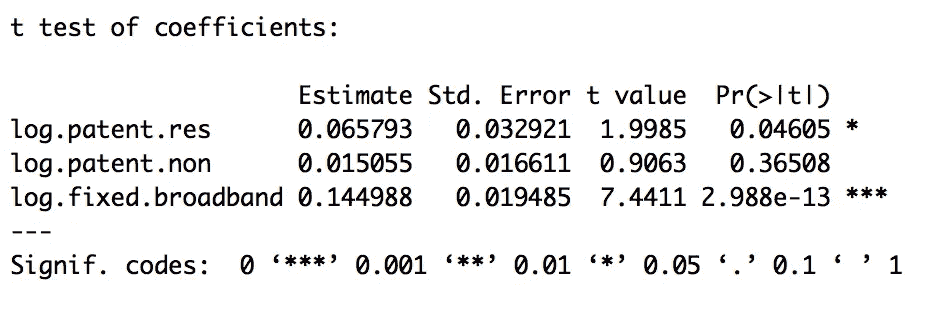 t test of coefficients:
Estimate Std. Error t value Pr(>|t|)
log.patent.res 0.065793 0.032921 1.9985 0.04605 *
log.patent.non 0.015055 0.016611 0.9063 0.36508
log.fixed.broadband 0.144988 0.019485 7.4411 2.988e-13 ***
---
Signif. codes: 0 ‘***’ 0.001 ‘**’ 0.01 ‘*’ 0.05 ‘.’ 0.1 ‘ ’ 1